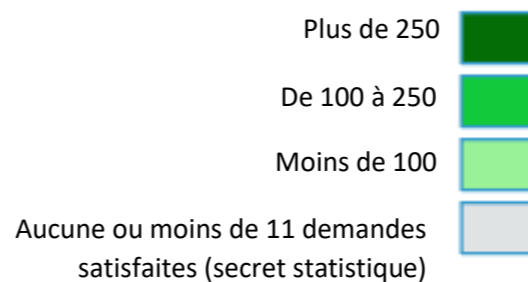 Plus de 250
De 100 à 250
Moins de 100
Aucune ou moins de 11 demandes
satisfaites (secret statistique)